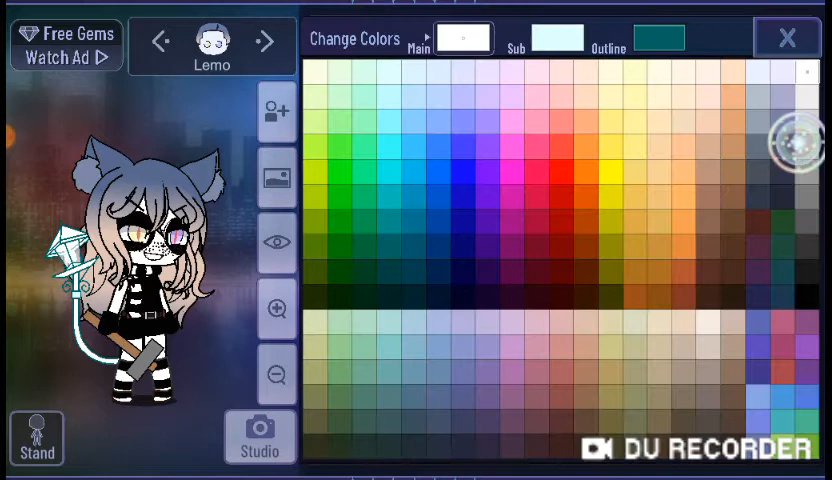 Free Gems
Watch Ad
Lemo
Change Colors
Main
Sub
Outline
X
Stand
Studio
DU RECORDER